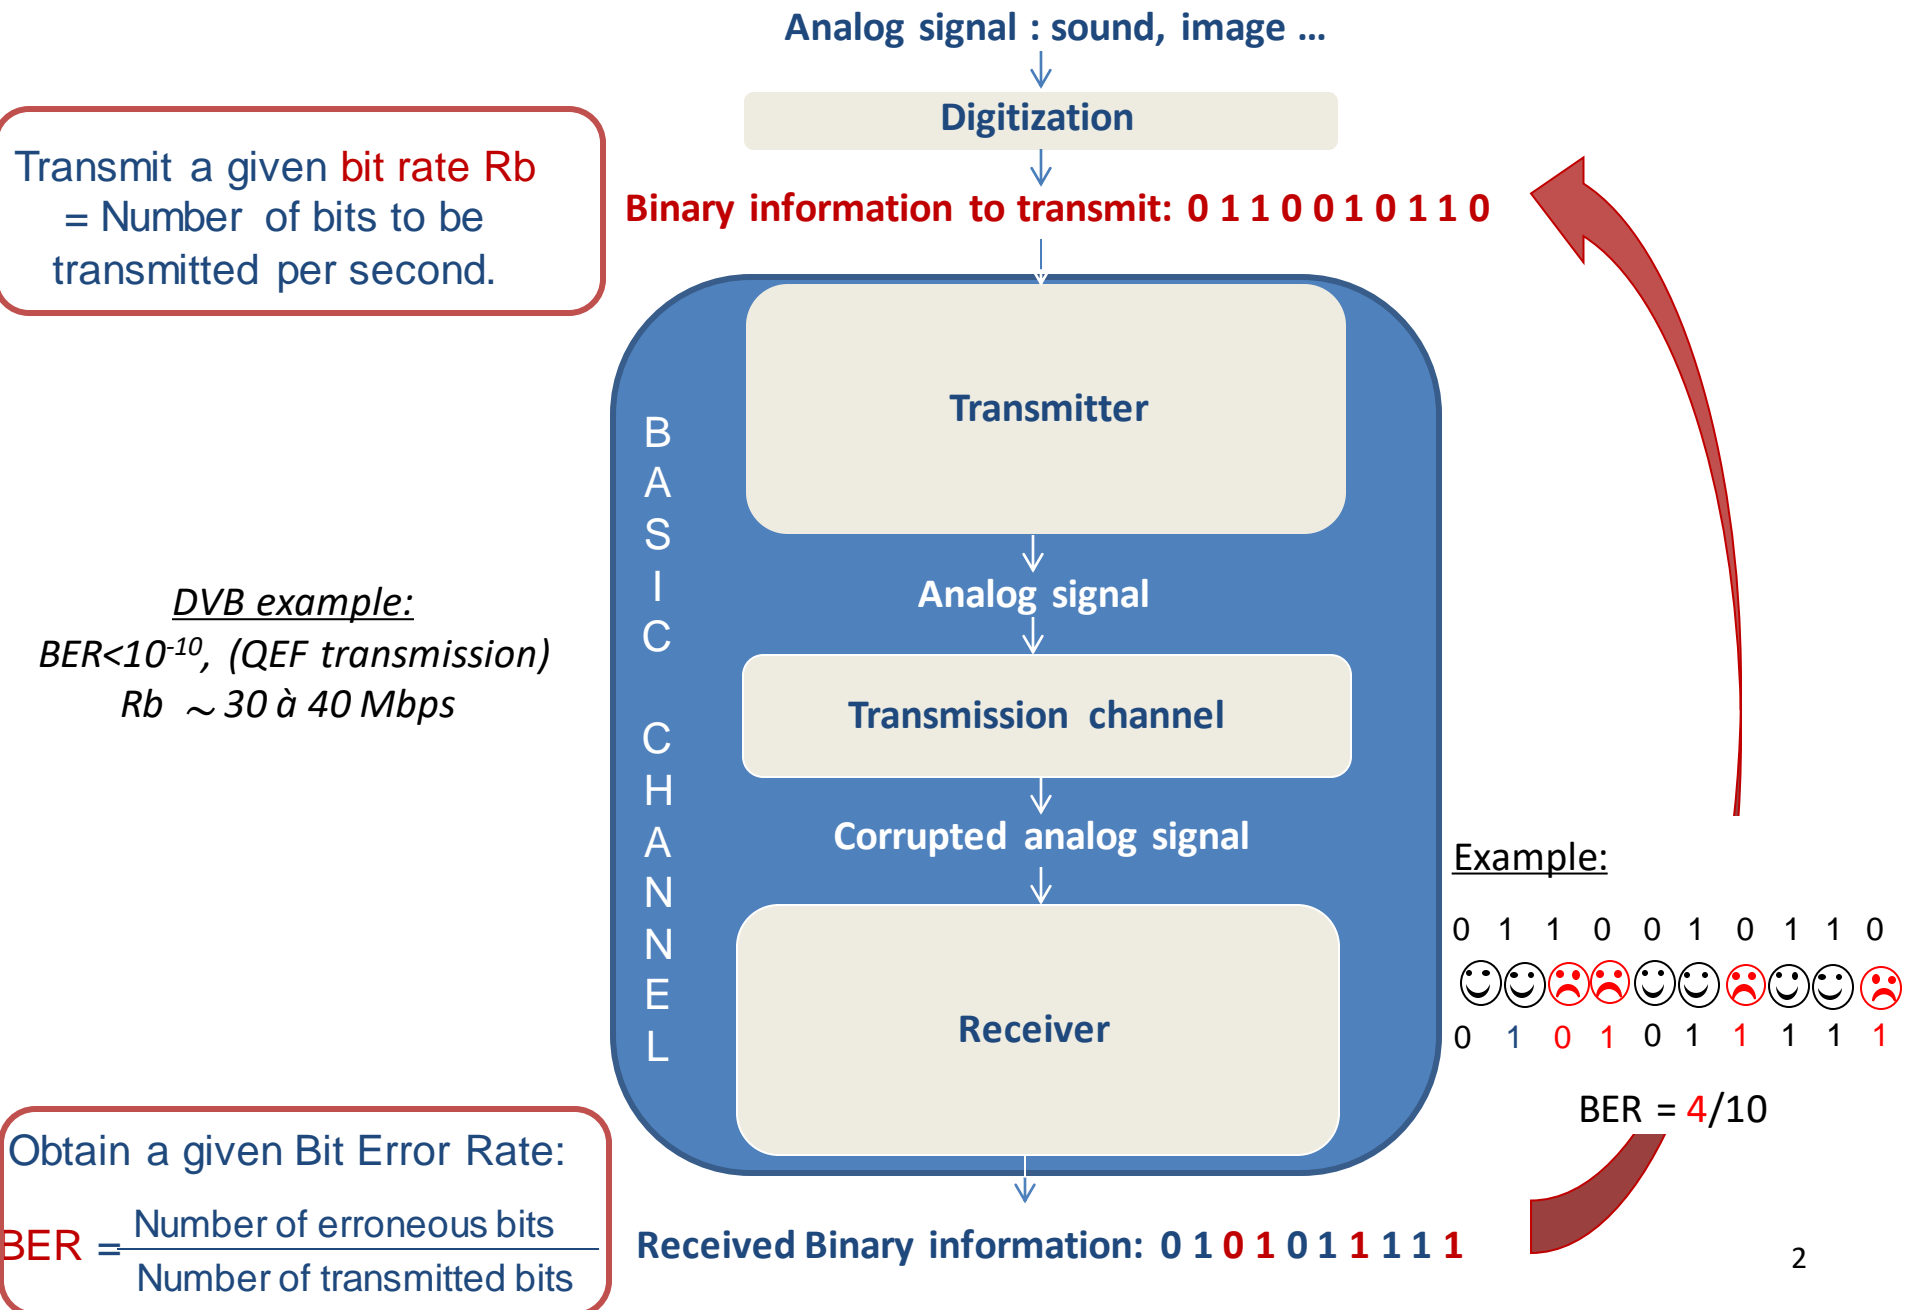 Analog signal : sound, image ...
Digitization
Transmit a given bit rate Rb
= Number of bits to be
transmitted per second.
Binary information to transmit: 0 1 1 0 0 1 0 1 1 0
BASIC CHANNEL
Transmitter
Analog signal
DVB example:
BER<10⁻¹⁰, (QEF transmission)
Rb ~ 30 à 40 Mbps
Transmission channel
Corrupted analog signal
Receiver
Example:
0 1 1 0 0 1 0 1 1 0
0 1 0 1 0 1 1 1 1 1
BER = 4/10
Obtain a given Bit Error Rate:
BER = Number of erroneous bits
Number of transmitted bits
Received Binary information: 0 1 0 1 0 1 1 1 1 1
2